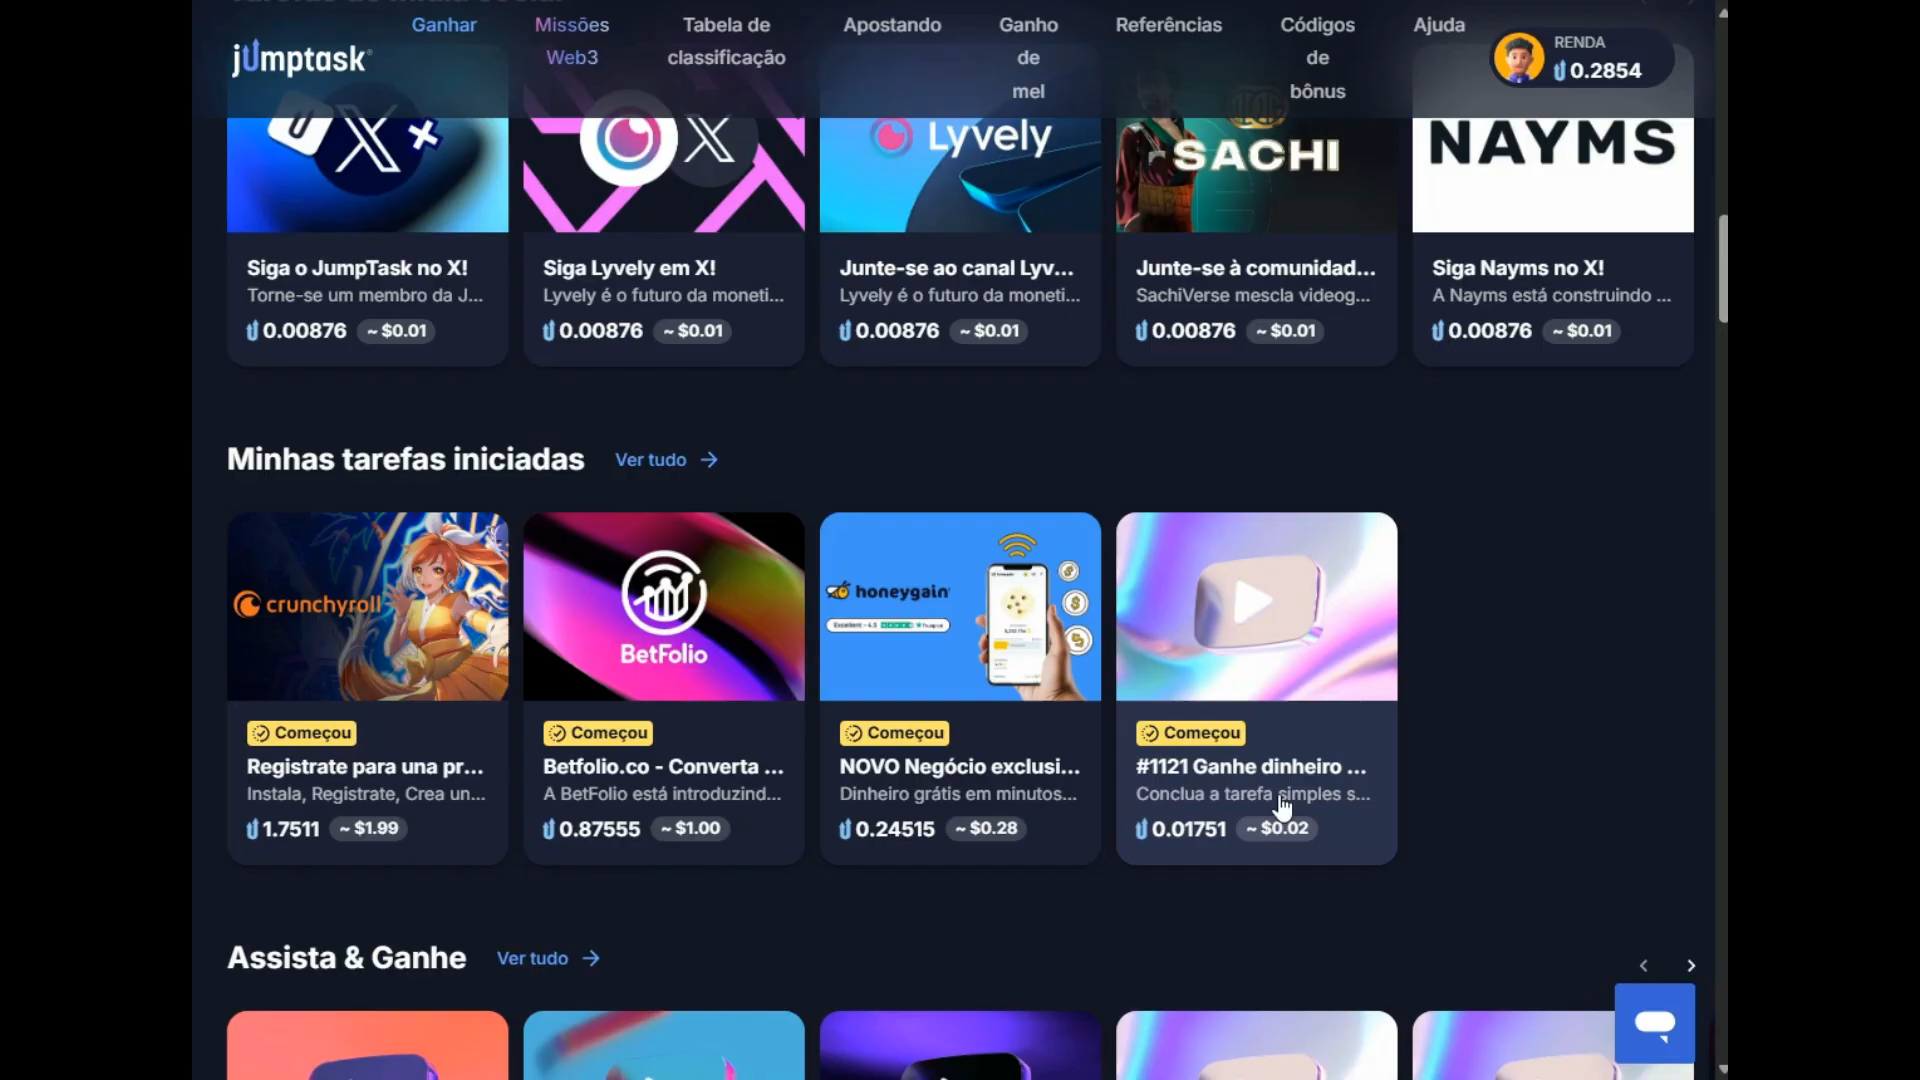 Ganhar
Missões
Web3
Tabela de
classificação
Apostando
Ganho
de
mel
Referências
Códigos
de
bônus
Ajuda
jumptask
RENDA
0.2854
X
Lyvely
SACHI
NAYMS
Siga o JumpTask no X!
Torne-se um membro da J...
0.00876 ~ $0.01
Siga Lyvely em X!
Lyvely é o futuro da moneti...
0.00876 ~ $0.01
Junte-se ao canal Lyv...
Lyvely é o futuro da moneti...
0.00876 ~ $0.01
Junte-se à comunidad...
SachiVerse mescla videog...
0.00876 ~ $0.01
Siga Nayms no X!
A Nayms está construindo ...
0.00876 ~ $0.01
Minhas tarefas iniciadas
Ver tudo
crunchyroll
BetFolio
honeygain
Começou
Registrate para una pr...
Instala, Registrate, Crea un...
1.7511 ~ $1.99
Começou
Betfolio.co - Converta ...
A BetFolio está introduzind...
0.87555 ~ $1.00
Começou
NOVO Negócio exclusi...
Dinheiro grátis em minutos...
0.24515 ~ $0.28
Começou
#1121 Ganhe dinheiro ...
Conclua a tarefa simples s...
0.01751 ~ $0.02
Assista & Ganhe
Ver tudo